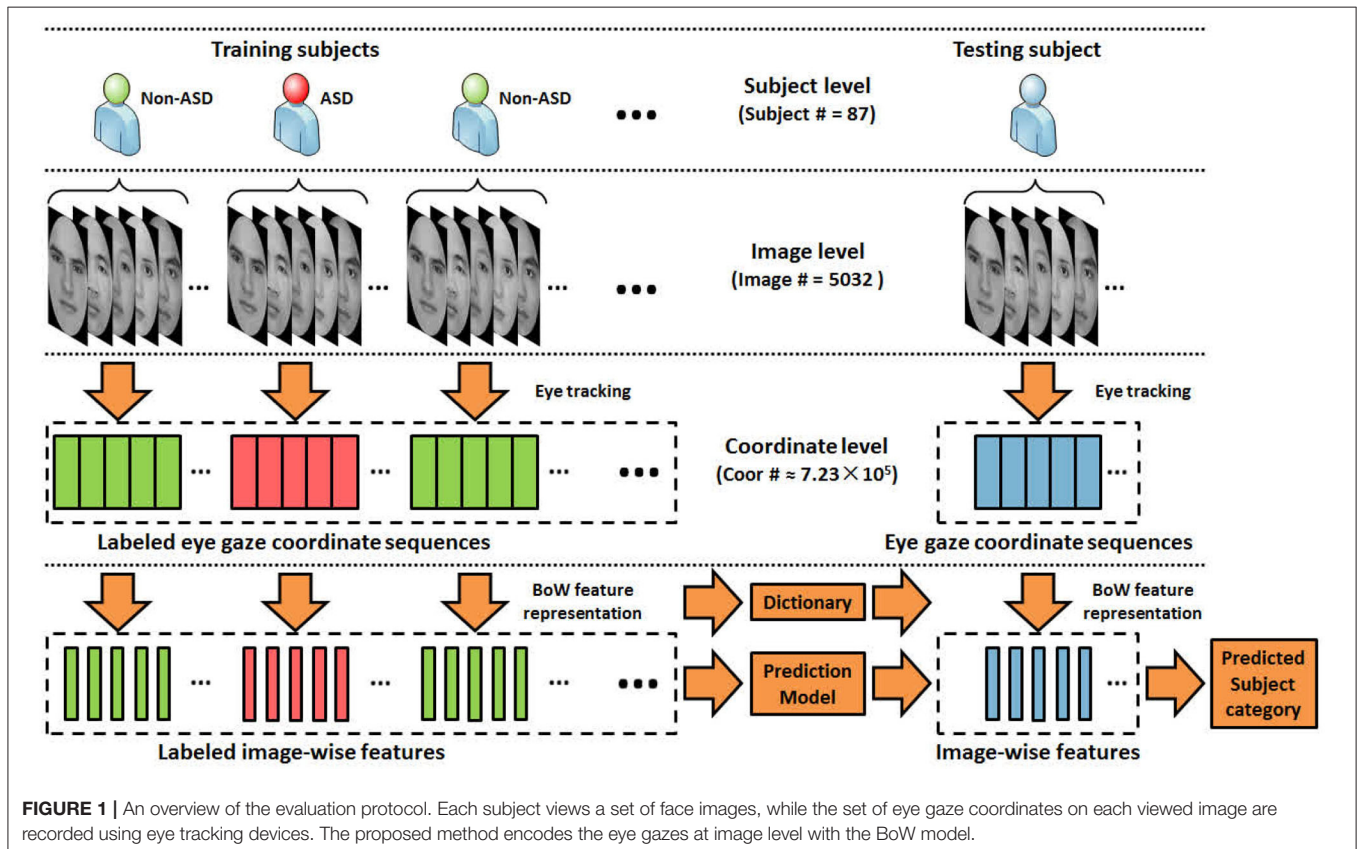 Training subjects
Testing subject
Non-ASD
ASD
Non-ASD
...
Subject level
(Subject # = 87)
...
...
...
...
Image level
(Image # = 5032 )
...
Eye tracking
Eye tracking
...
...
...
...
Coordinate level
(Coor # ≈ 7.23×10⁵)
...
Labeled eye gaze coordinate sequences
Eye gaze coordinate sequences
BoW feature
representation
Dictionary
BoW feature
representation
...
...
...
...
Prediction
Model
...
Predicted
Subject
category
Labeled image-wise features
Image-wise features
FIGURE 1 | An overview of the evaluation protocol. Each subject views a set of face images, while the set of eye gaze coordinates on each viewed image are
recorded using eye tracking devices. The proposed method encodes the eye gazes at image level with the BoW model.